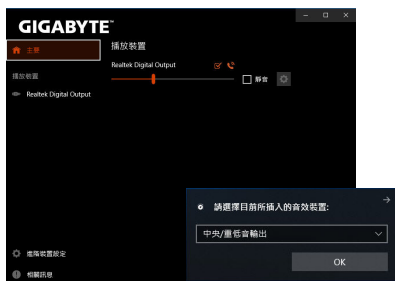 GIGABYTE™
主要
播放裝置
播放裝置
Realtek Digital Output
Realtek Digital Output
靜音
請選擇目前所插入的音效裝置:
中央/重低音輸出
OK
進階裝置設定
相關訊息